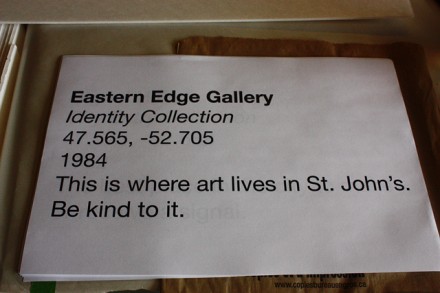 Eastern Edge Gallery
Identity Collection
47.565, -52.705
1984
This is where art lives in St. John's.
Be kind to it.